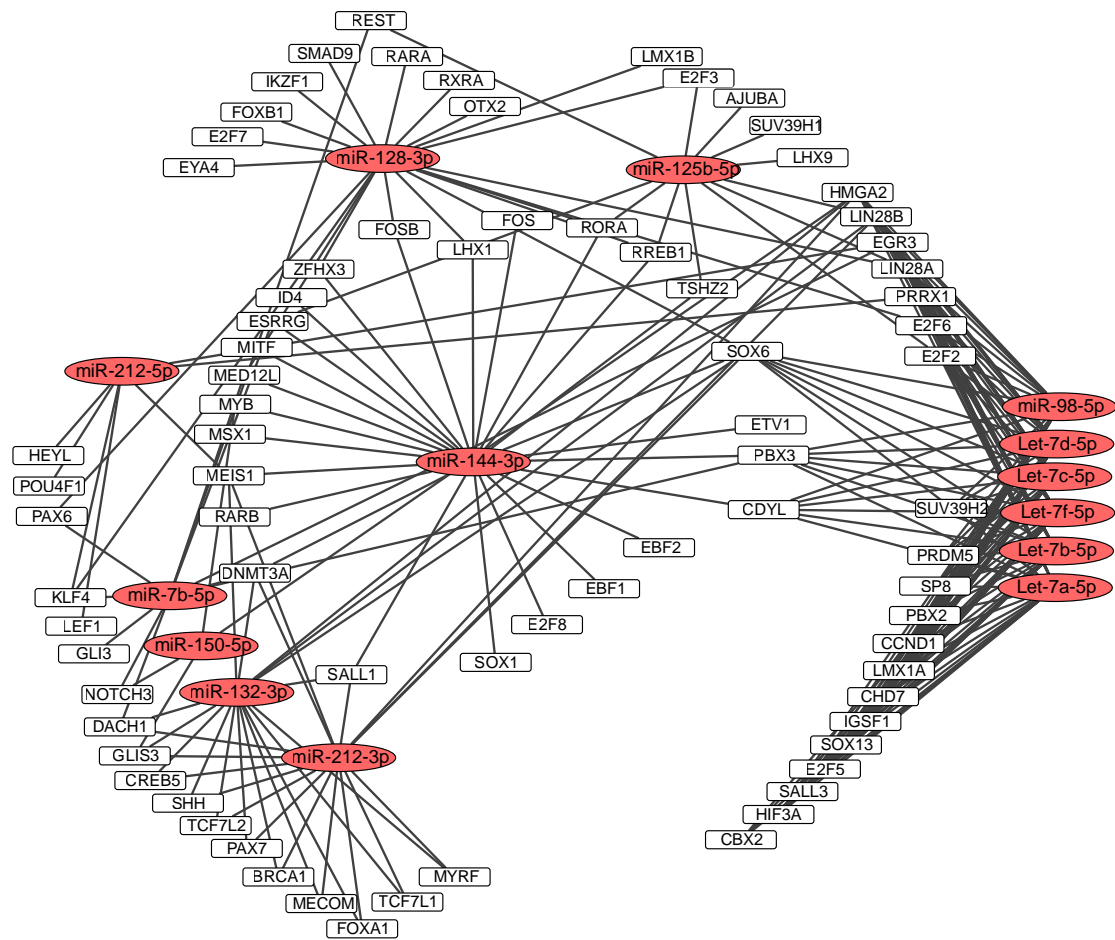 REST
SMAD9
RARA
LMX1B
IKZF1
RXRA
E2F3
FOXB1
OTX2
AJUBA
E2F7
SUV39H1
EYA4
miR-128-3p
miR-125b-5p
LHX9
HMGA2
LIN28B
FOSB
FOS
RORA
EGR3
LHX1
RREB1
ZFHX3
LIN28A
ID4
TSHZ2
PRRX1
ESRRG
E2F6
MITF
SOX6
E2F2
miR-212-5p
MED12L
MYB
miR-98-5p
MSX1
ETV1
Let-7d-5p
HEYL
miR-144-3p
PBX3
MEIS1
Let-7c-5p
POU4F1
PAX6
RARB
CDYL
SUV39H2
Let-7f-5p
EBF2
PRDM5
Let-7b-5p
DNMT3A
KLF4
miR-7b-5p
EBF1
SP8
Let-7a-5p
LEF1
E2F8
PBX2
GLI3
miR-150-5p
CCND1
SOX1
LMX1A
NOTCH3
miR-132-3p
SALL1
CHD7
DACH1
IGSF1
GLIS3
miR-212-3p
SOX13
CREB5
E2F5
SHH
SALL3
TCF7L2
HIF3A
PAX7
CBX2
BRCA1
MYRF
MECOM
TCF7L1
FOXA1